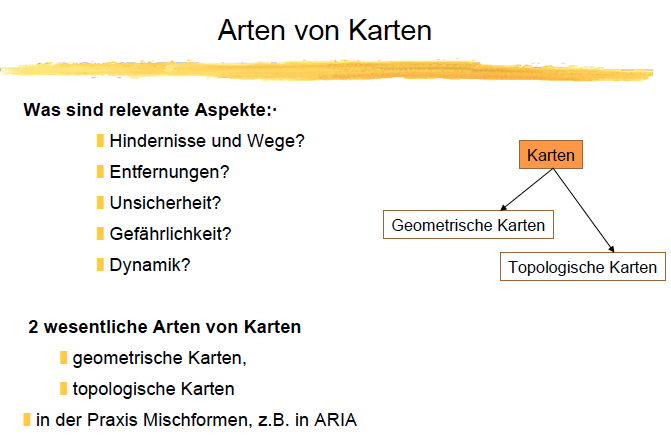 Arten von Karten
Was sind relevante Aspekte:·
Hindernisse und Wege?
Entfernungen?
Unsicherheit?
Gefährlichkeit?
Dynamik?
Karten
Geometrische Karten
Topologische Karten
2 wesentliche Arten von Karten
geometrische Karten,
topologische Karten
in der Praxis Mischformen, z.B. in ARIA